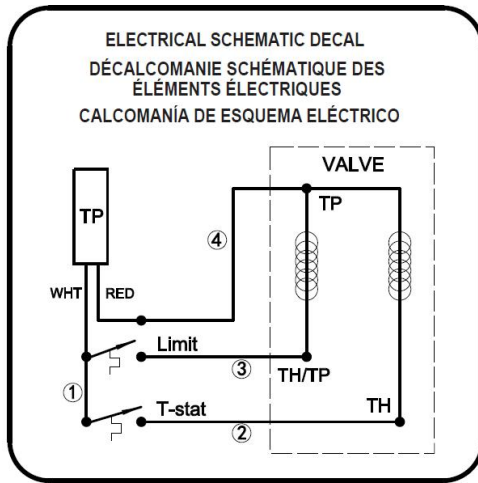 ELECTRICAL SCHEMATIC DECAL
DÉCALCOMANIE SCHÉMATIQUE DES
ÉLÉMENTS ÉLECTRIQUES
CALCOMANÍA DE ESQUEMA ELÉCTRICO
VALVE
TP
TP
④
WHT
RED
Limit
③
TH/TP
①
T-stat
TH
②